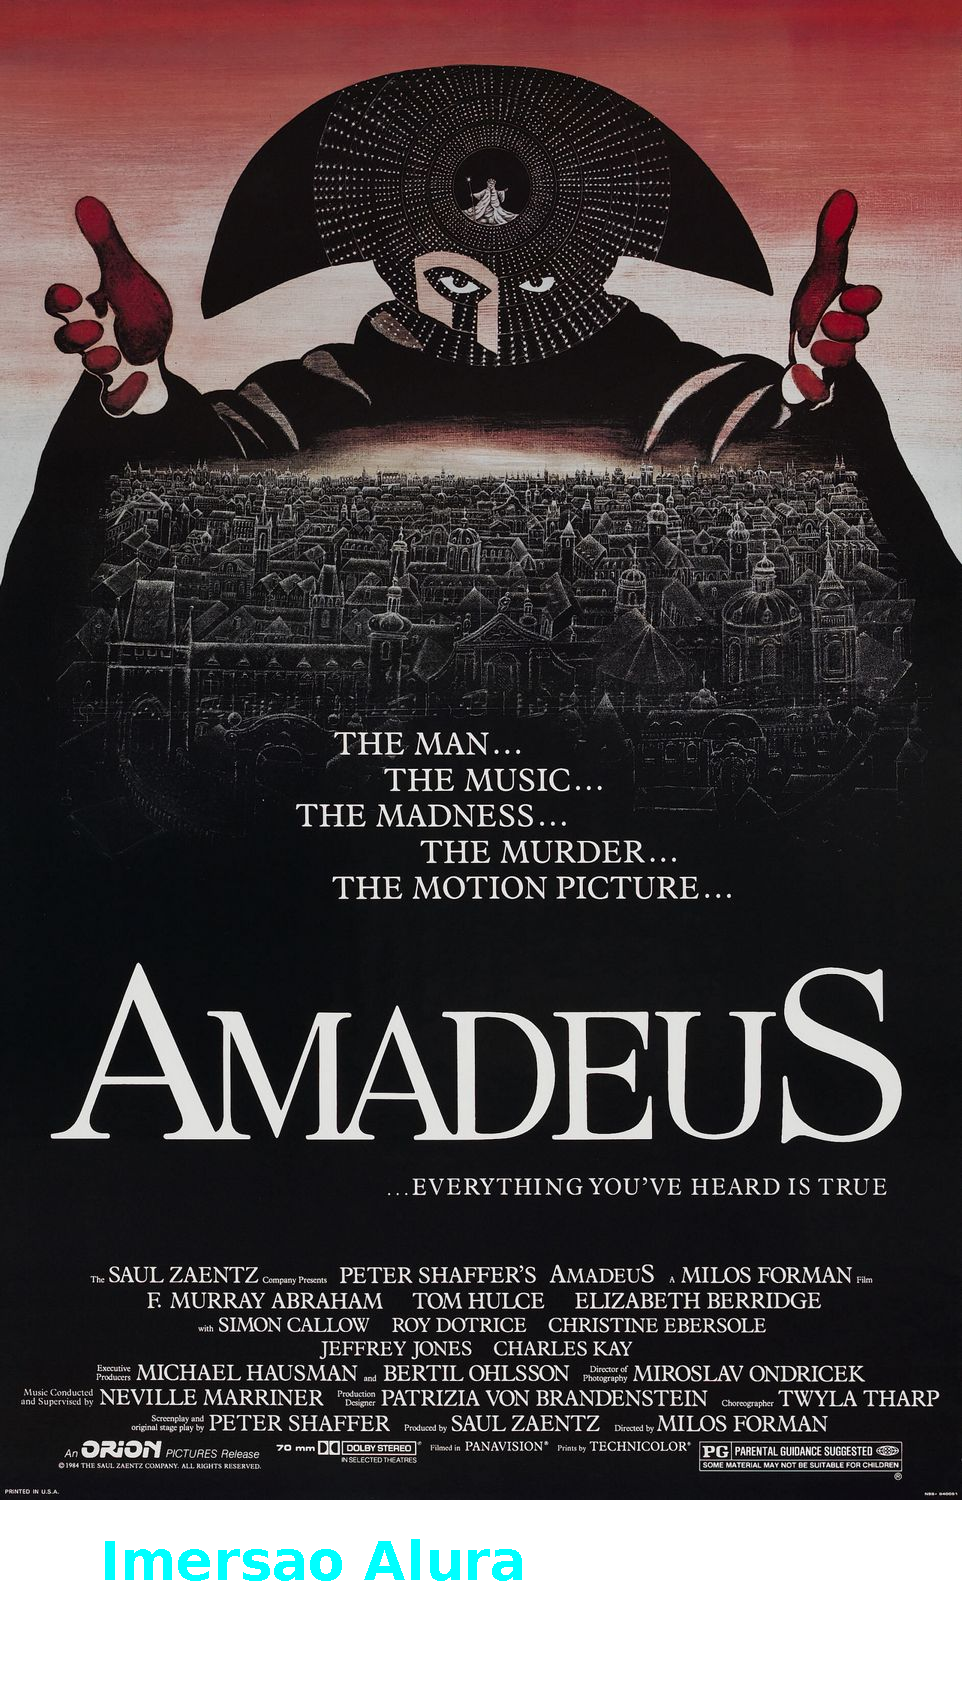 THE MAN...
THE MUSIC...
THE MADNESS...
THE MURDER...
THE MOTION PICTURE...
AMADEUS
...EVERYTHING YOU'VE HEARD IS TRUE
The SAUL ZAENTZ Company Presents PETER SHAFFER'S AMADEUS A MILOS FORMAN Film
F. MURRAY ABRAHAM TOM HULCE ELIZABETH BERRIDGE
with SIMON CALLOW ROY DOTRICE CHRISTINE EBERSOLE
JEFFREY JONES CHARLES KAY
Executive Producers MICHAEL HAUSMAN and BERTIL OHLSSON Director of Photography MIROSLAV ONDRICEK
Music Conducted and Supervised by NEVILLE MARRINER Production Designer PATRIZIA VON BRANDENSTEIN Choreographer TWYLA THARP
Screenplay and original stage play by PETER SHAFFER Produced by SAUL ZAENTZ Directed by MILOS FORMAN
An ORION PICTURES Release 70 mm DOLBY STEREO® IN SELECTED THEATRES Filmed in PANAVISION® Prints by TECHNICOLOR® PG PARENTAL GUIDANCE SUGGESTED
SOME MATERIAL MAY NOT BE SUITABLE FOR CHILDREN
©1984 THE SAUL ZAENTZ COMPANY. ALL RIGHTS RESERVED.
®
PRINTED IN U.S.A.
Imersao Alura